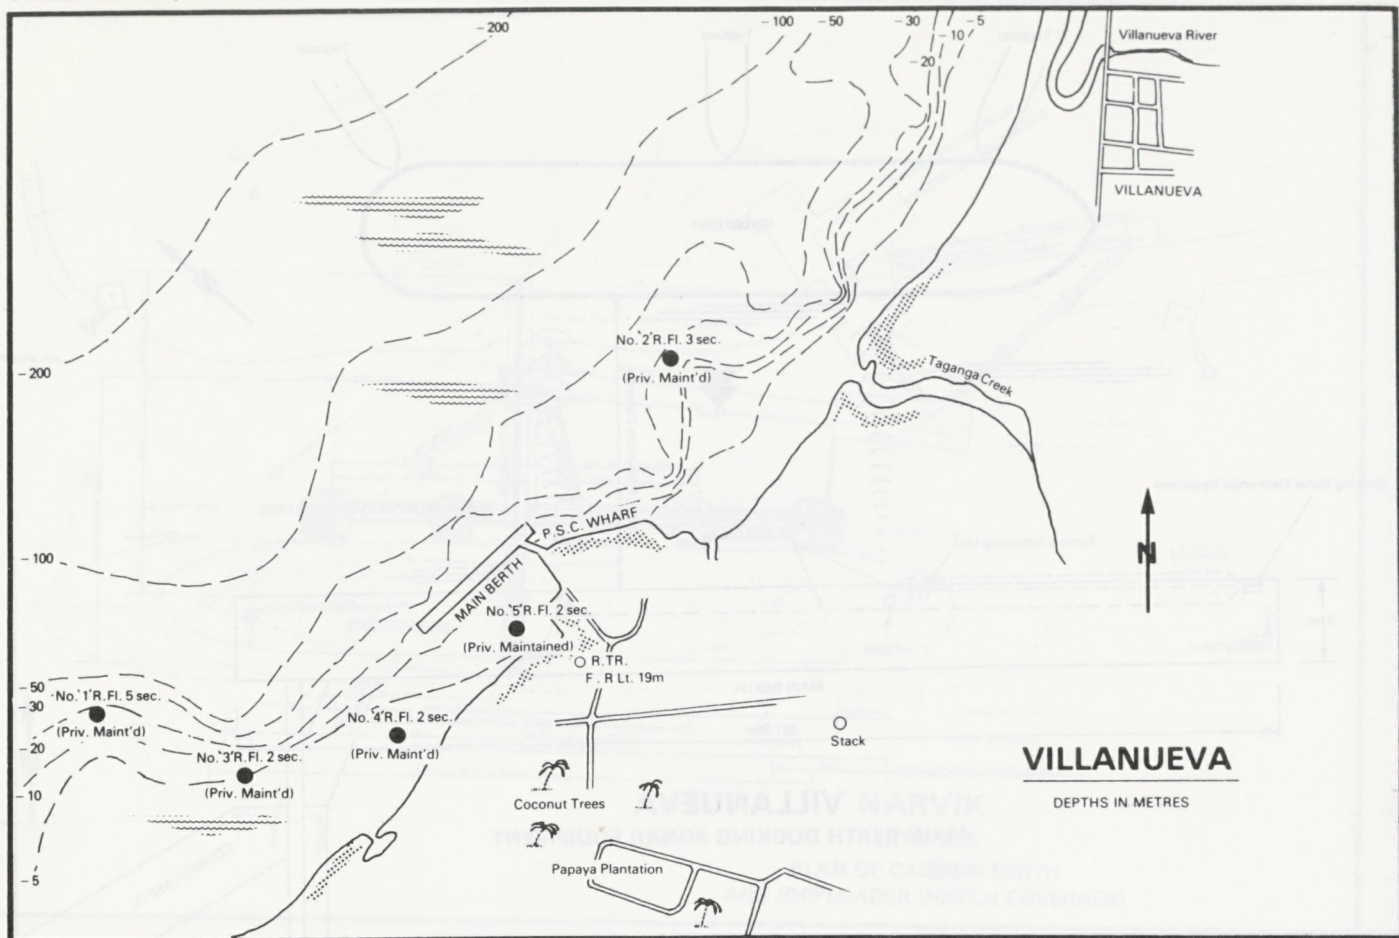 -200
-100 -50 -30 -5
-10
-20
Villanueva River
VILLANUEVA
No.'2'R.Fl. 3 sec.
(Priv. Maint'd)
-200
Taganga Creek
P.S.C. WHARF
MAIN BERTH
N
-100
No.'5'R.Fl. 2 sec.
(Priv. Maintained)
R.TR.
F.R Lt. 19m
-50
No.'1'R.Fl. 5 sec.
30
(Priv. Maint'd)
No.'4'R.Fl. 2 sec.
(Priv. Maint'd)
Stack
-20
No.'3'R.Fl. 2 sec.
(Priv. Maint'd)
-10
VILLANUEVA
DEPTHS IN METRES
Coconut Trees
Papaya Plantation
-5